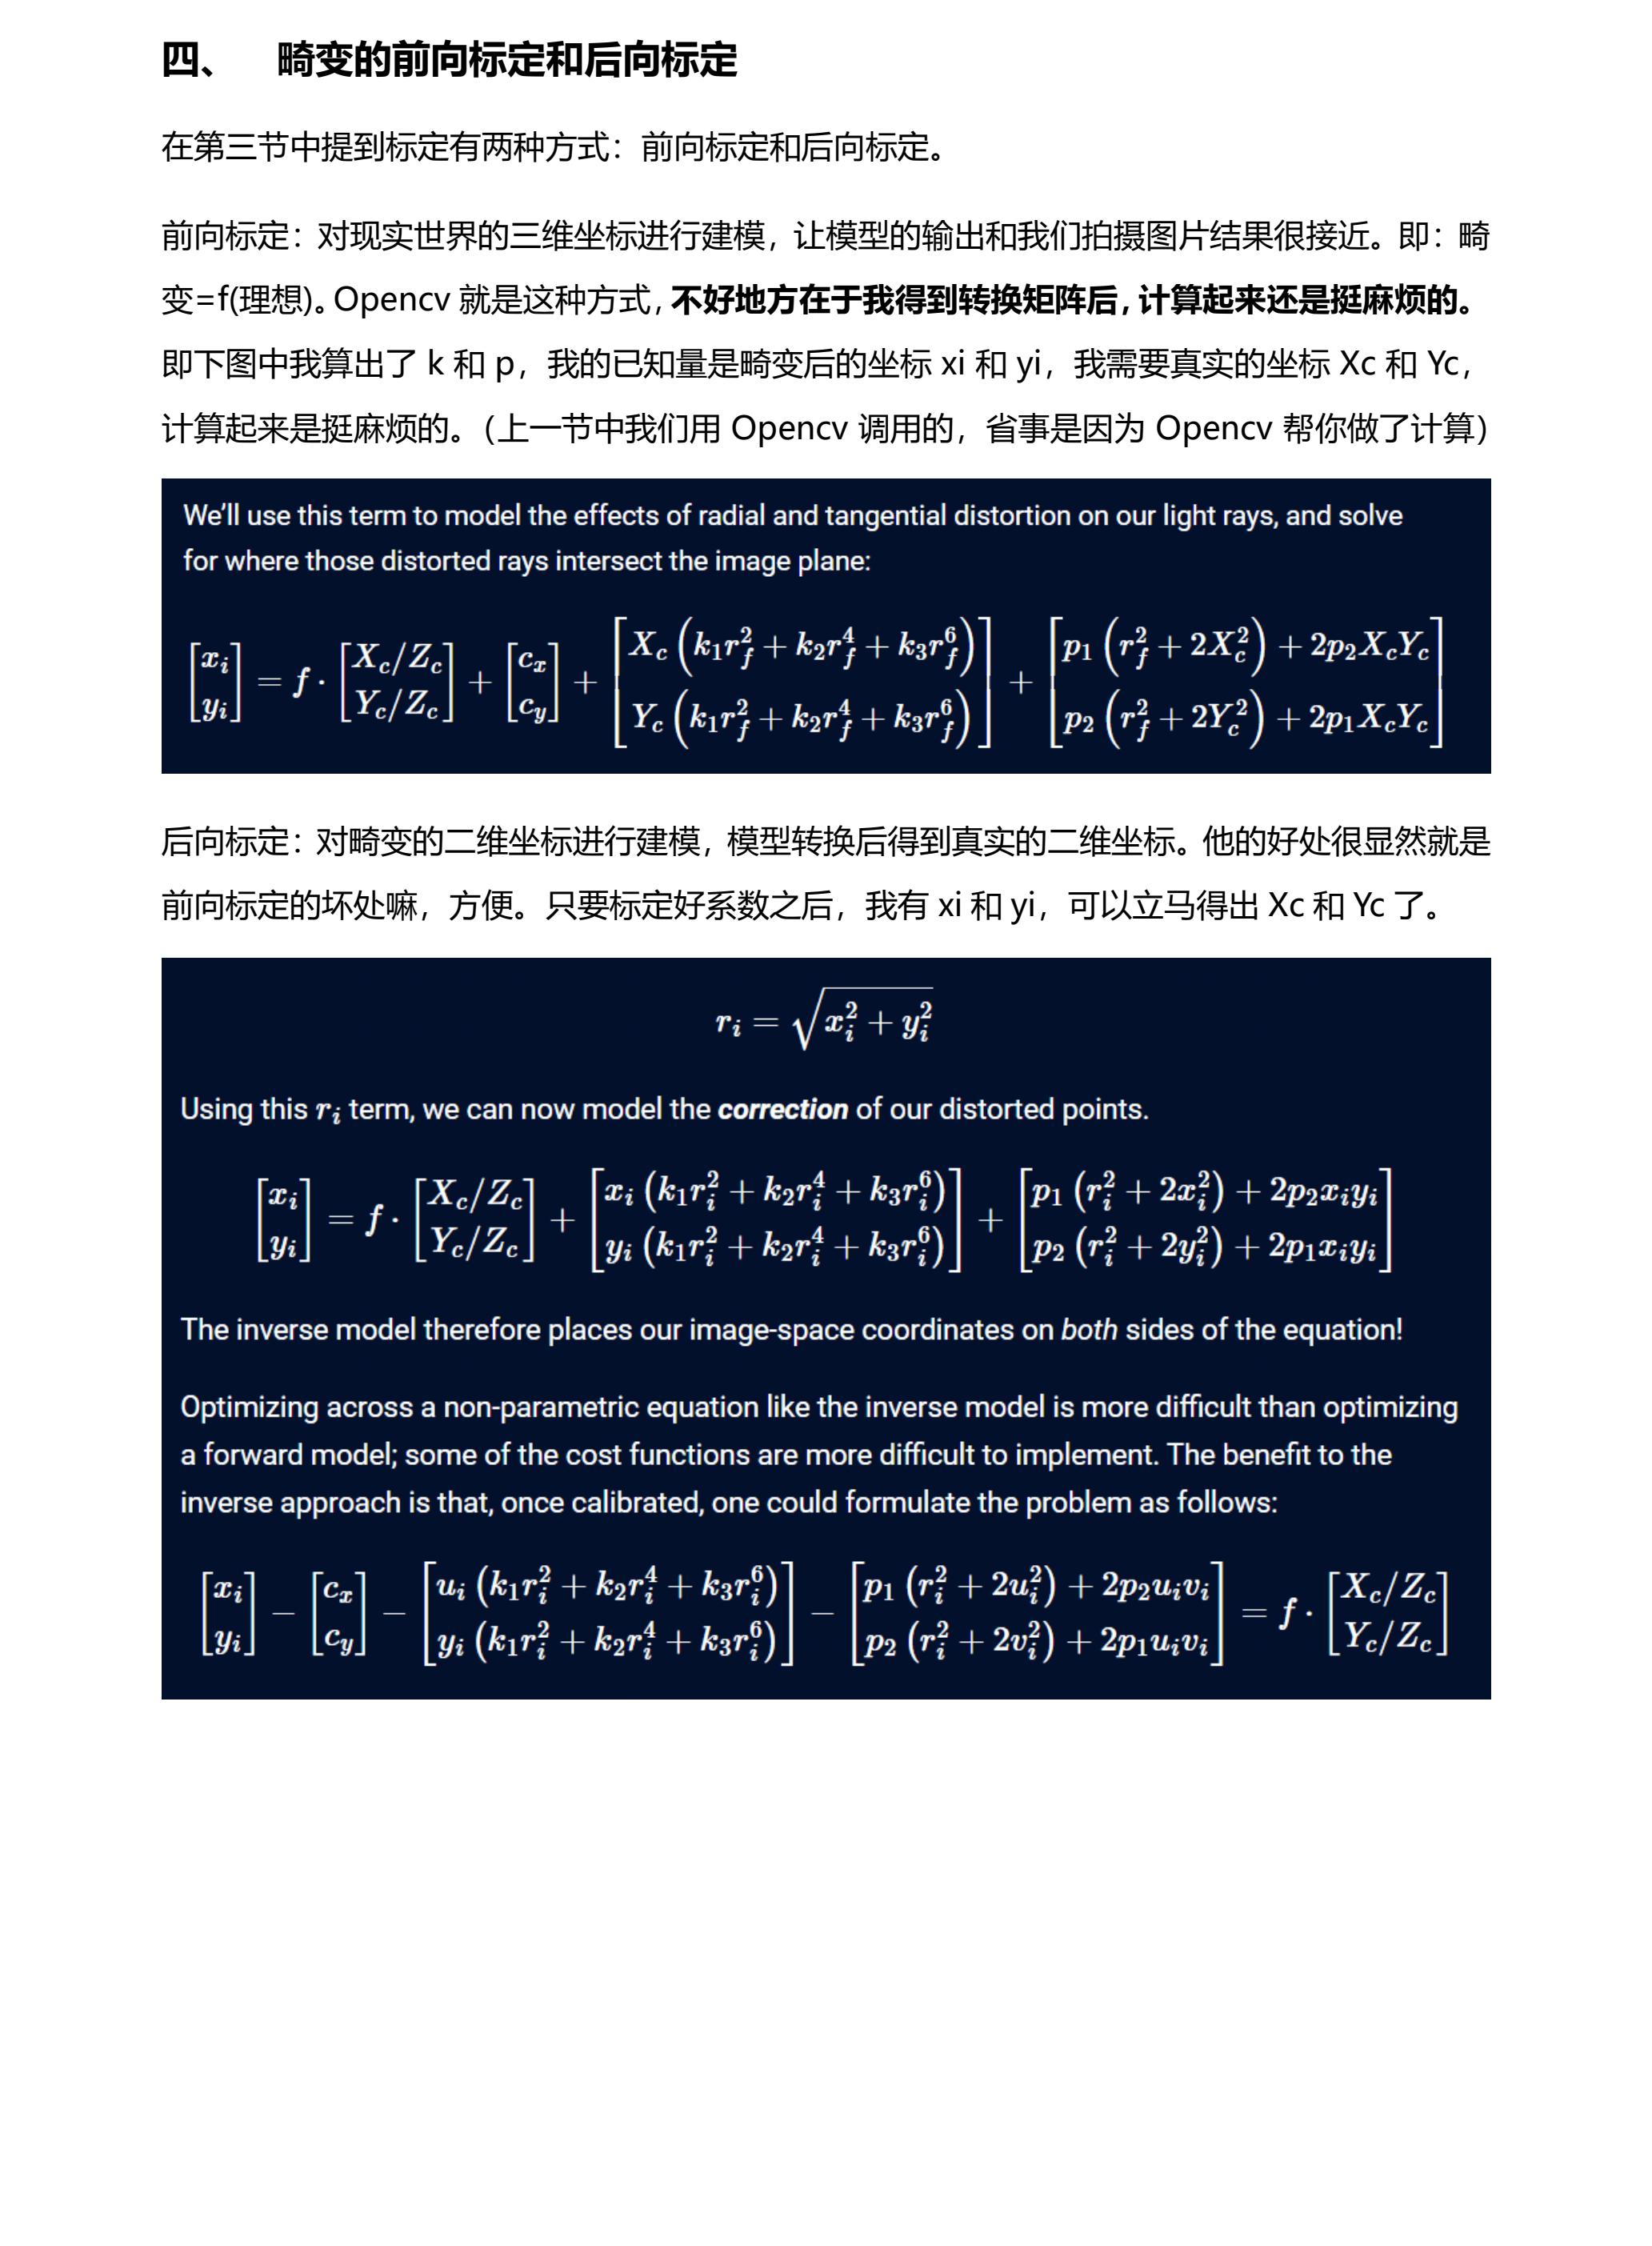 四、 畸变的前向标定和后向标定
在第三节中提到标定有两种方式：前向标定和后向标定。
前向标定：对现实世界的三维坐标进行建模，让模型的输出和我们拍摄图片结果很接近。即：畸
变=f(理想)。Opencv 就是这种方式，不好地方在于我得到转换矩阵后，计算起来还是挺麻烦的。
即下图中我算出了 k 和 p，我的已知量是畸变后的坐标 xi 和 yi，我需要真实的坐标 Xc 和 Yc，
计算起来是挺麻烦的。（上一节中我们用 Opencv 调用的，省事是因为 Opencv 帮你做了计算）
We'll use this term to model the effects of radial and tangential distortion on our light rays, and solve
for where those distorted rays intersect the image plane:
$$\begin{bmatrix} x_i \\ y_i \end{bmatrix} = f \cdot \begin{bmatrix} X_c/Z_c \\ Y_c/Z_c \end{bmatrix} + \begin{bmatrix} c_x \\ c_y \end{bmatrix} + \begin{bmatrix} X_c \left( k_1 r_f^2 + k_2 r_f^4 + k_3 r_f^6 \right) \\ Y_c \left( k_1 r_f^2 + k_2 r_f^4 + k_3 r_f^6 \right) \end{bmatrix} + \begin{bmatrix} p_1 \left( r_f^2 + 2X_c^2 \right) + 2p_2 X_c Y_c \\ p_2 \left( r_f^2 + 2Y_c^2 \right) + 2p_1 X_c Y_c \end{bmatrix}$$
后向标定：对畸变的二维坐标进行建模，模型转换后得到真实的二维坐标。他的好处很显然就是
前向标定的坏处嘛，方便。只要标定好系数之后，我有 xi 和 yi，可以立马得出 Xc 和 Yc 了。
$$r_i = \sqrt{x_i^2 + y_i^2}$$
Using this $r_i$ term, we can now model the correction of our distorted points.
$$\begin{bmatrix} x_i \\ y_i \end{bmatrix} = f \cdot \begin{bmatrix} X_c/Z_c \\ Y_c/Z_c \end{bmatrix} + \begin{bmatrix} x_i \left( k_1 r_i^2 + k_2 r_i^4 + k_3 r_i^6 \right) \\ y_i \left( k_1 r_i^2 + k_2 r_i^4 + k_3 r_i^6 \right) \end{bmatrix} + \begin{bmatrix} p_1 \left( r_i^2 + 2x_i^2 \right) + 2p_2 x_i y_i \\ p_2 \left( r_i^2 + 2y_i^2 \right) + 2p_1 x_i y_i \end{bmatrix}$$
The inverse model therefore places our image-space coordinates on both sides of the equation!
Optimizing across a non-parametric equation like the inverse model is more difficult than optimizing
a forward model; some of the cost functions are more difficult to implement. The benefit to the
inverse approach is that, once calibrated, one could formulate the problem as follows:
$$\begin{bmatrix} x_i \\ y_i \end{bmatrix} - \begin{bmatrix} c_x \\ c_y \end{bmatrix} - \begin{bmatrix} u_i \left( k_1 r_i^2 + k_2 r_i^4 + k_3 r_i^6 \right) \\ y_i \left( k_1 r_i^2 + k_2 r_i^4 + k_3 r_i^6 \right) \end{bmatrix} - \begin{bmatrix} p_1 \left( r_i^2 + 2u_i^2 \right) + 2p_2 u_i v_i \\ p_2 \left( r_i^2 + 2v_i^2 \right) + 2p_1 u_i v_i \end{bmatrix} = f \cdot \begin{bmatrix} X_c/Z_c \\ Y_c/Z_c \end{bmatrix}$$